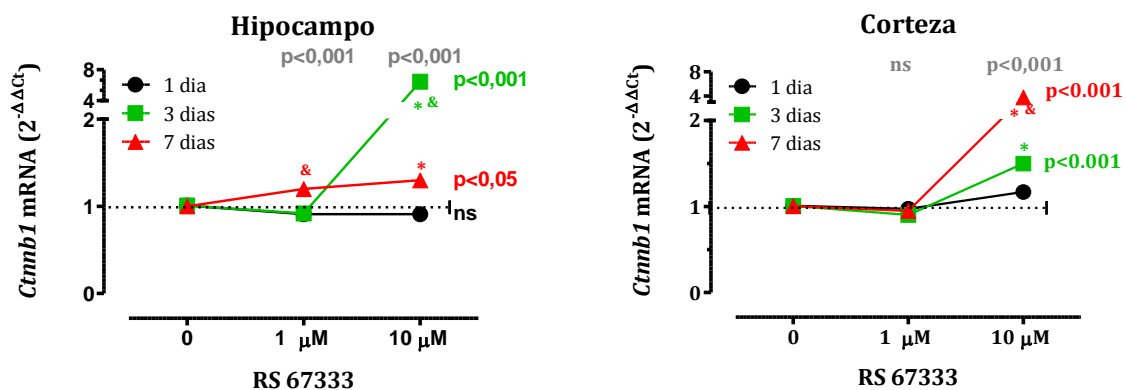 Hipocampo
p<0,001 p<0,001
Ctnnb1 mRNA (2^-ΔΔCt)
8
4
2
1
0
1 dia
3 dias
7 dias
p<0,001
* &
&
*
p<0,05
ns
0 1 μM 10 μM
RS 67333
Corteza
ns p<0,001
Ctnnb1 mRNA (2^-ΔΔCt)
8
4
2
1
0
1 dia
3 dias
7 dias
p<0.001
* &
*
p<0.001
0 1 μM 10 μM
RS 67333